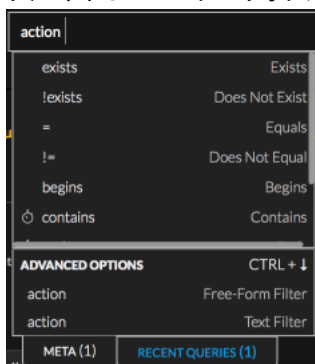 action
exists Exists
!exists Does Not Exist
= Equals
!= Does Not Equal
begins Begins
contains Contains
ADVANCED OPTIONS CTRL + ↓
action Free-Form Filter
action Text Filter
META (1) RECENT QUERIES (1)